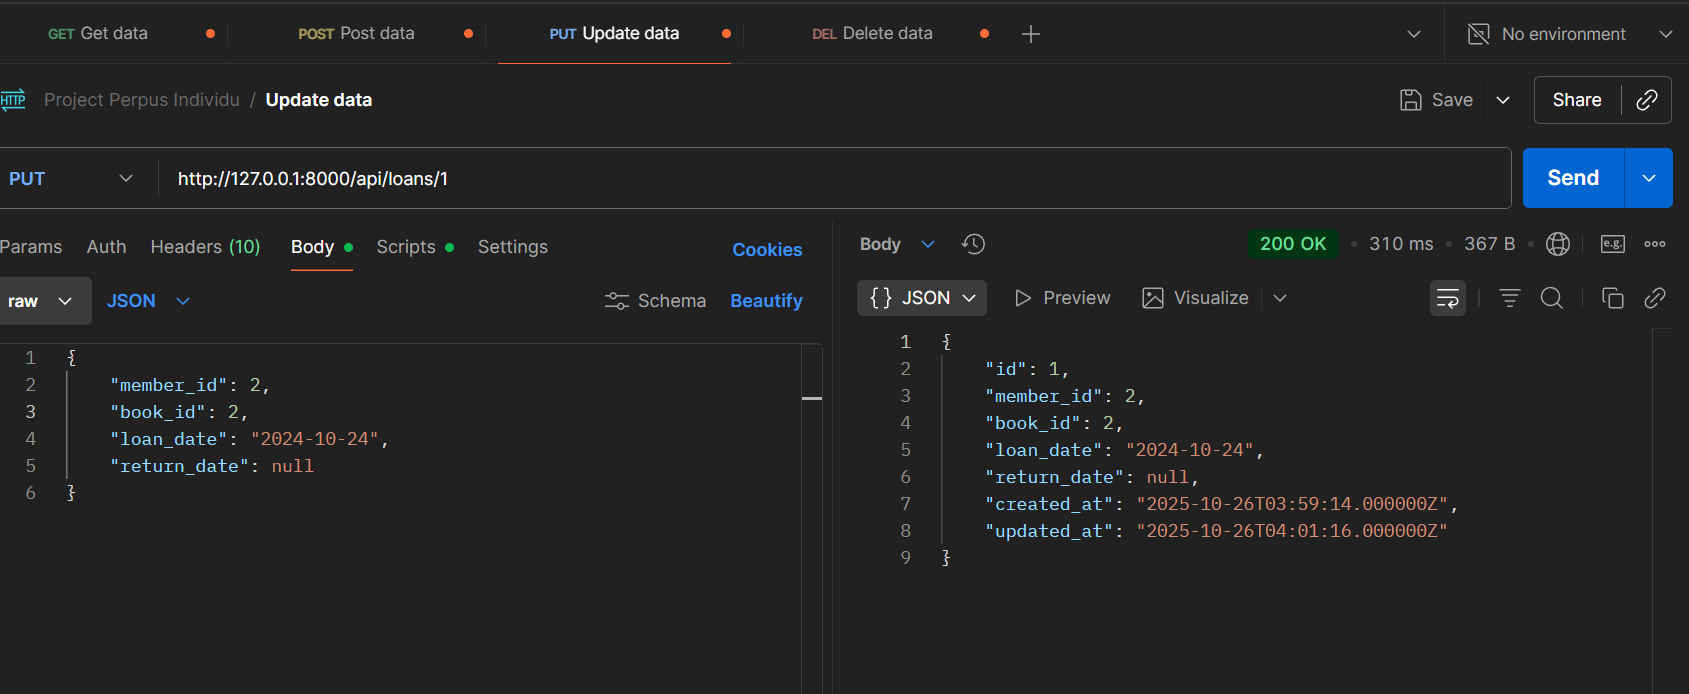 GET Get data POST Post data PUT Update data DEL Delete data No environment
HTTP Project Perpus Individu / Update data Save Share
PUT http://127.0.0.1:8000/api/loans/1 Send
Params Auth Headers (10) Body Scripts Settings Cookies
raw JSON Schema Beautify
1 {
2 "member_id": 2,
3 "book_id": 2,
4 "loan_date": "2024-10-24",
5 "return_date": null
6 }
Body 200 OK 310 ms 367 B e.g.
{} JSON Preview Visualize
1 {
2 "id": 1,
3 "member_id": 2,
4 "book_id": 2,
5 "loan_date": "2024-10-24",
6 "return_date": null,
7 "created_at": "2025-10-26T03:59:14.000000Z",
8 "updated_at": "2025-10-26T04:01:16.000000Z"
9 }